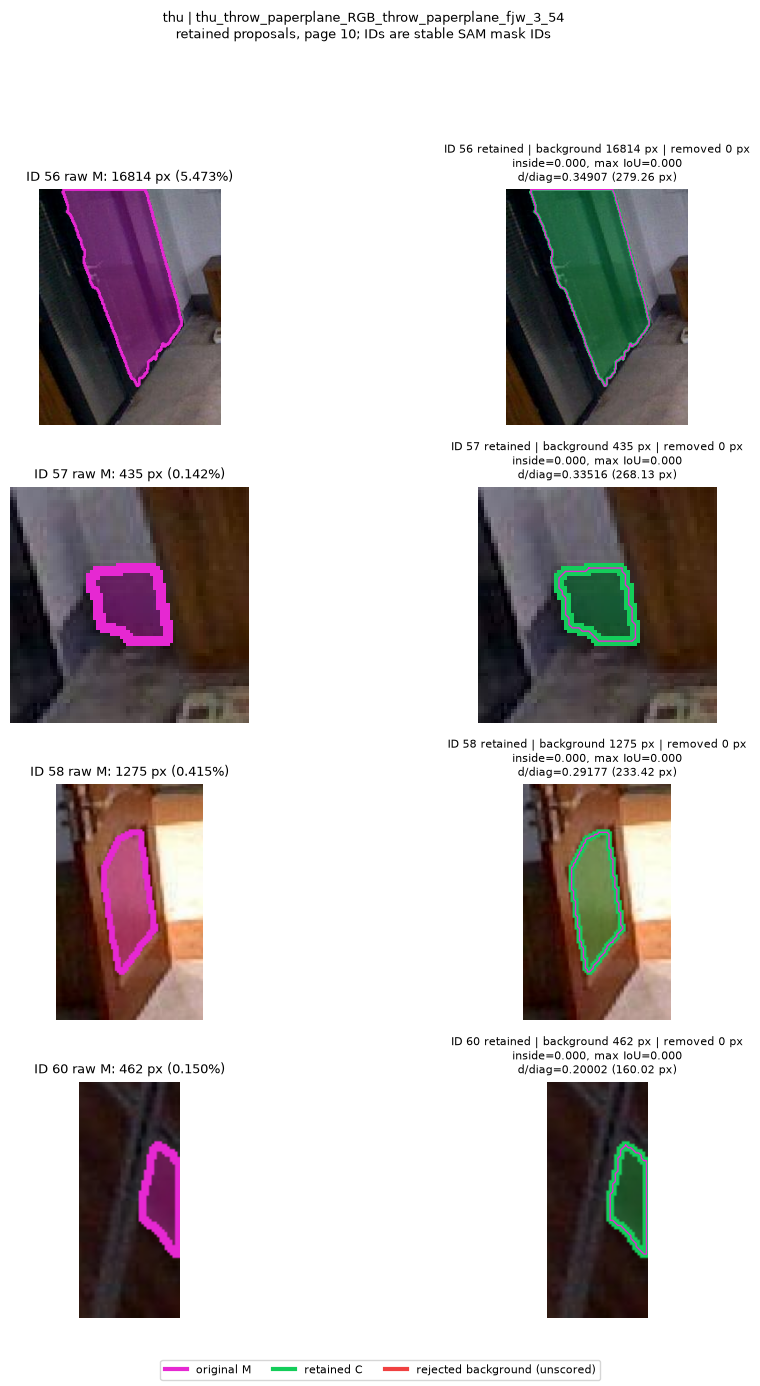 thu | thu_throw_paperplane_RGB_throw_paperplane_fjw_3_54
retained proposals, page 10; IDs are stable SAM mask IDs
ID 56 raw M: 16814 px (5.473%)
ID 56 retained | background 16814 px | removed 0 px
inside=0.000, max IoU=0.000
d/diag=0.34907 (279.26 px)
ID 57 raw M: 435 px (0.142%)
ID 57 retained | background 435 px | removed 0 px
inside=0.000, max IoU=0.000
d/diag=0.33516 (268.13 px)
ID 58 raw M: 1275 px (0.415%)
ID 58 retained | background 1275 px | removed 0 px
inside=0.000, max IoU=0.000
d/diag=0.29177 (233.42 px)
ID 60 raw M: 462 px (0.150%)
ID 60 retained | background 462 px | removed 0 px
inside=0.000, max IoU=0.000
d/diag=0.20002 (160.02 px)
original M
retained C
rejected background (unscored)